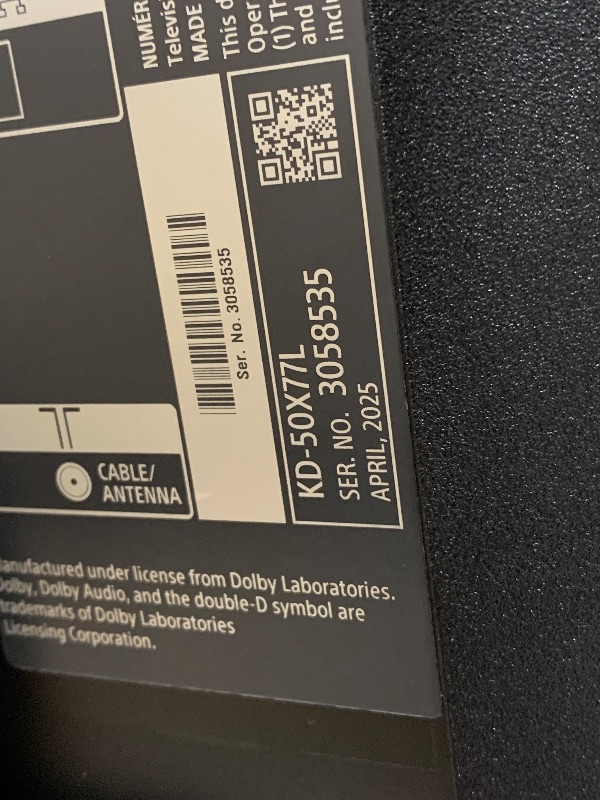 NUMÉR
Televis
MADE
This d
Oper
(1) Th
and
incl
Ser. No. 3058535
KD-50X77L
SER. NO. 3058535
APRIL, 2025
CABLE/
ANTENNA
anufactured under license from Dolby Laboratories.
Dolby, Dolby Audio, and the double-D symbol are
trademarks of Dolby Laboratories
Licensing Corporation.